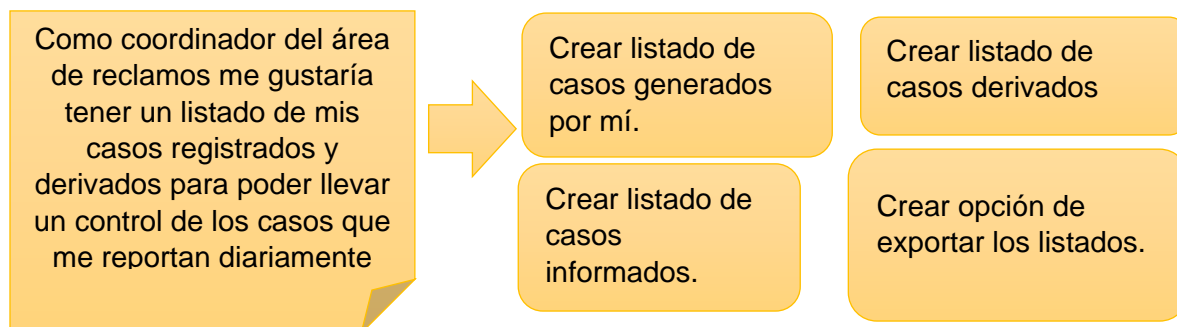 Como coordinador del área
de reclamos me gustaría
tener un listado de mis
casos registrados y
derivados para poder llevar
un control de los casos que
me reportan diariamente
Crear listado de
casos generados
por mí.
Crear listado de
casos derivados
Crear listado de
casos
informados.
Crear opción de
exportar los listados.